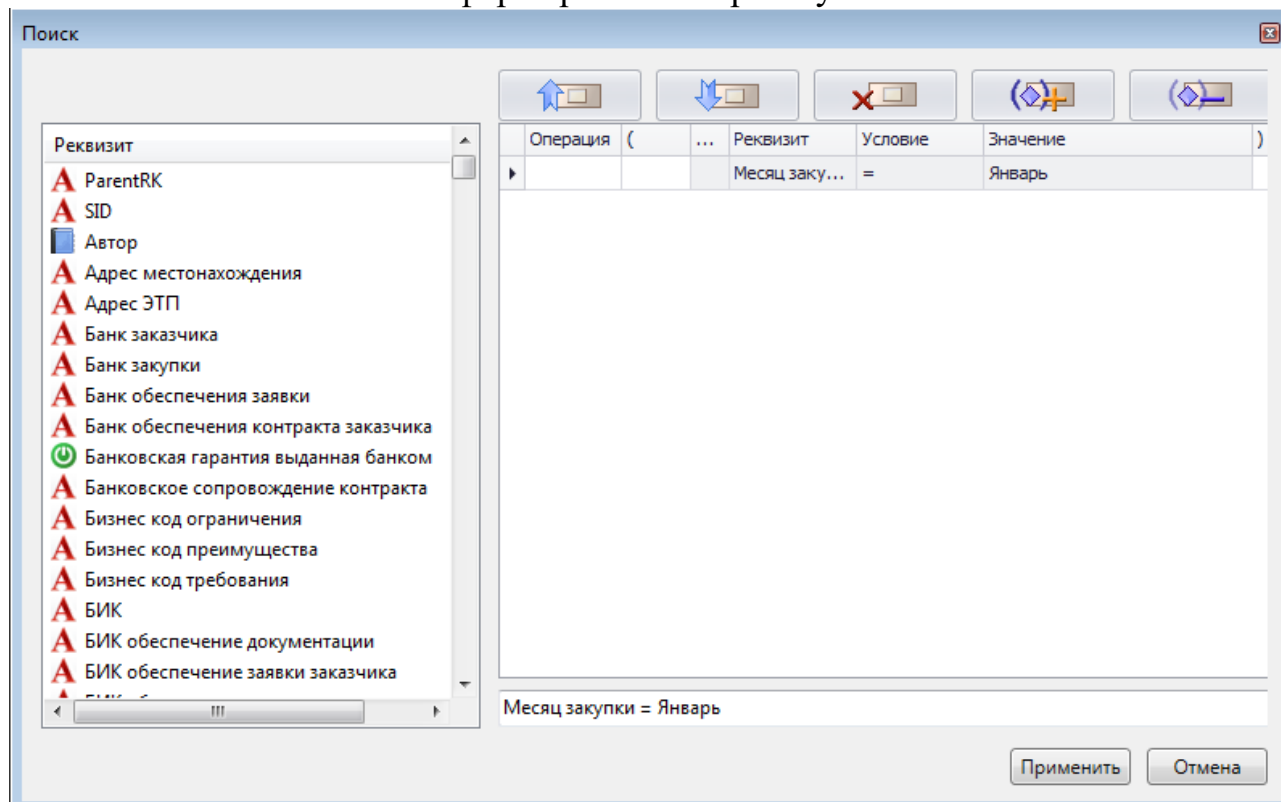 Поиск
Реквизит
ParentRK
SID
Автор
Адрес местонахождения
Адрес ЭТП
Банк заказчика
Банк закупки
Банк обеспечения заявки
Банк обеспечения контракта заказчика
Банковская гарантия выданная банком
Банковское сопровождение контракта
Бизнес код ограничения
Бизнес код преимущества
Бизнес код требования
БИК
БИК обеспечение документации
БИК обеспечение заявки заказчика
Операция ( ... Реквизит Условие Значение )
Месяц заку... = Январь
Месяц закупки = Январь
Применить Отмена